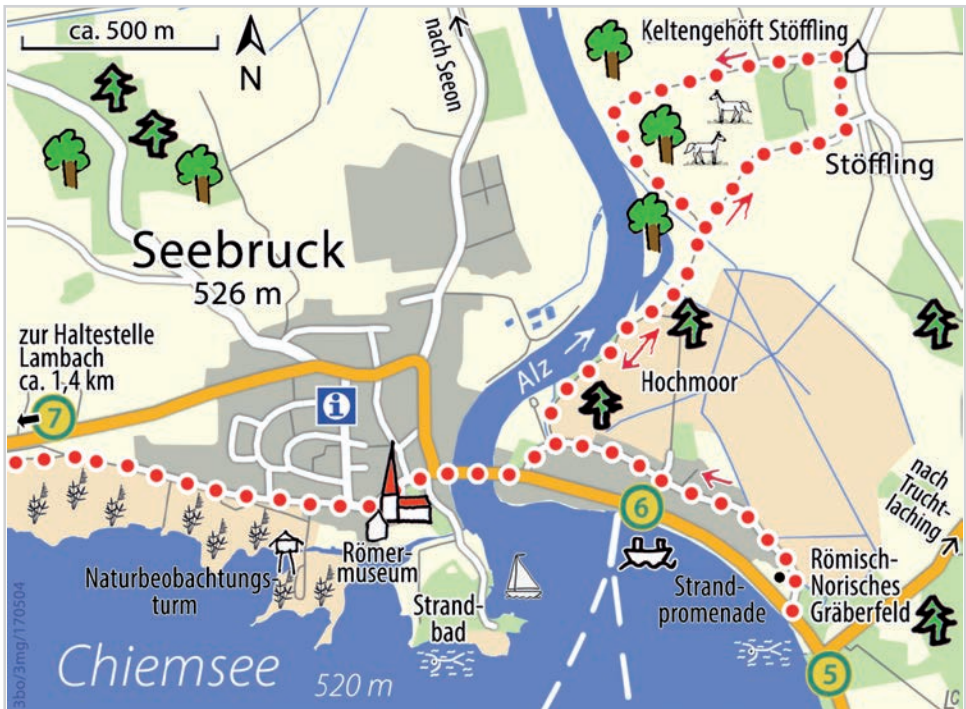 ca. 500 m
N
nach Seeon
Keltengehöft Stöffling
Stöffling
Seebruck
526 m
zur Haltestelle
Lambach
ca. 1,4 km
7
i
Alz
Hochmoor
nach
Trucht-
laching
6
Römer-
museum
Naturbeobachtungs-
turm
Strand-
bad
Strand-
promenade
Römisch-
Norisches
Gräberfeld
5
Chiemsee
520 m
3bo/3mg/170504
LC